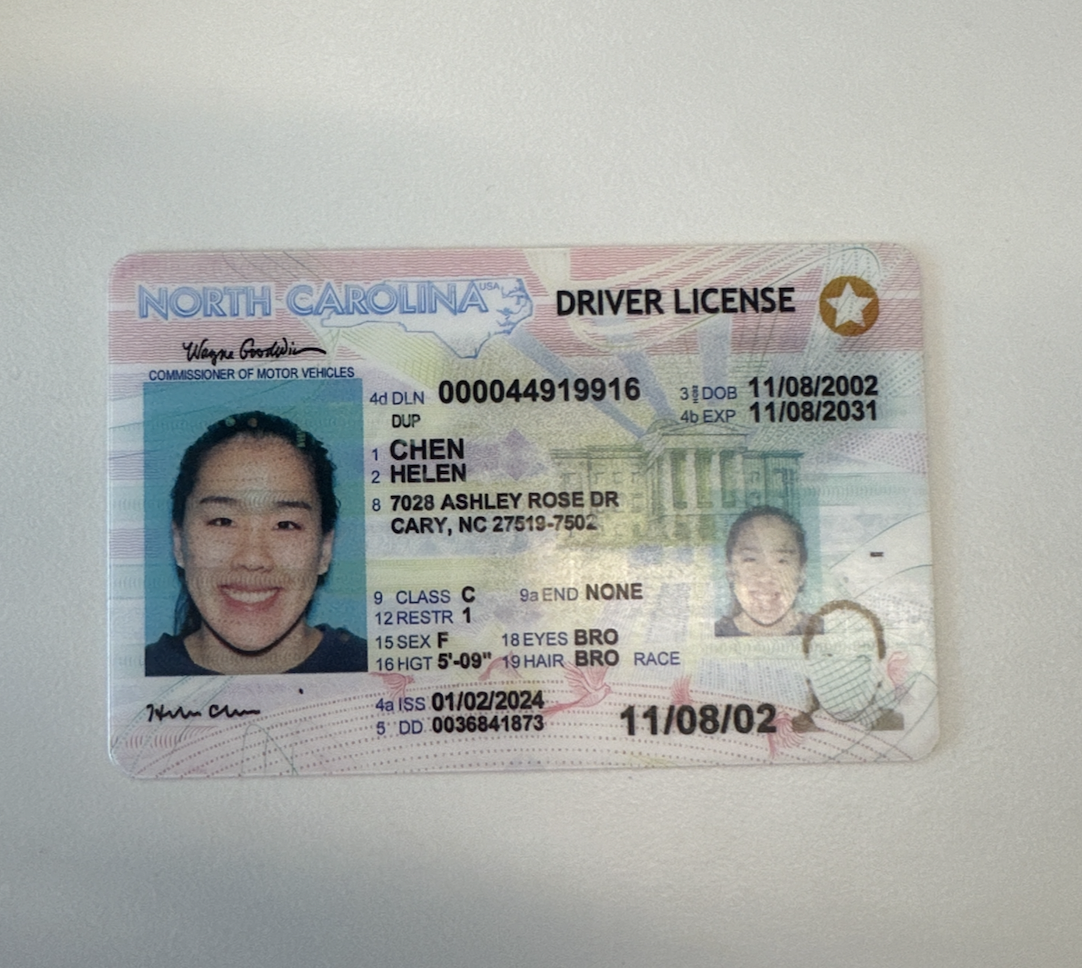 NORTH CAROLINA USA DRIVER LICENSE
Wayne Goodwin
COMMISSIONER OF MOTOR VEHICLES
4d DLN 000044919916 3 DOB 11/08/2002
DUP 4b EXP 11/08/2031
1 CHEN
2 HELEN
8 7028 ASHLEY ROSE DR
CARY, NC 27519-7502
9 CLASS C 9a END NONE
12 RESTR 1
15 SEX F 18 EYES BRO
16 HGT 5'-09" 19 HAIR BRO RACE
Helen Chen
4a ISS 01/02/2024
5 DD 0036841873
11/08/02